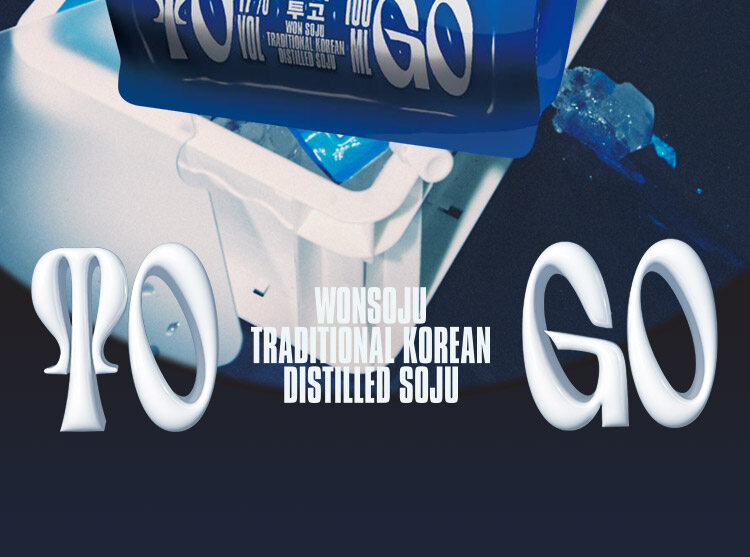 TO
17%
VOL
투고
WON SOJU
TRADITIONAL KOREAN
DISTILLED SOJU
100
ML
GO
TO
WONSOJU
TRADITIONAL KOREAN
DISTILLED SOJU
GO